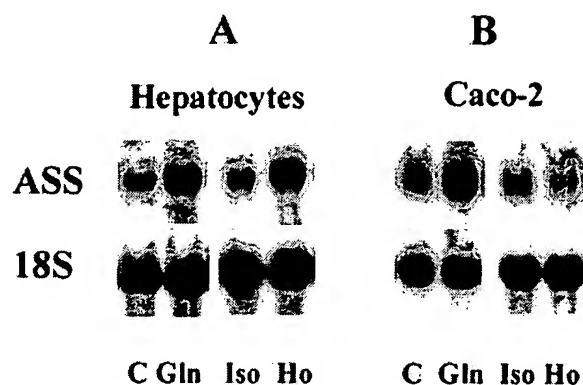 A B
Hepatocytes Caco-2
ASS
18S
C Gln Iso Ho C Gln Iso Ho